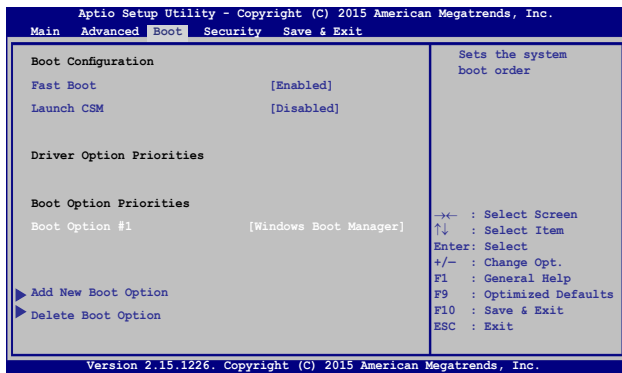 Aptio Setup Utility - Copyright (C) 2015 American Megatrends, Inc.
Main Advanced Boot Security Save & Exit
Boot Configuration
Fast Boot [Enabled]
Launch CSM [Disabled]
Driver Option Priorities
Boot Option Priorities
Boot Option #1 [Windows Boot Manager]
Add New Boot Option
Delete Boot Option
Sets the system
boot order
→← : Select Screen
↑↓ : Select Item
Enter: Select
+/− : Change Opt.
F1 : General Help
F9 : Optimized Defaults
F10 : Save & Exit
ESC : Exit
Version 2.15.1226. Copyright (C) 2015 American Megatrends, Inc.